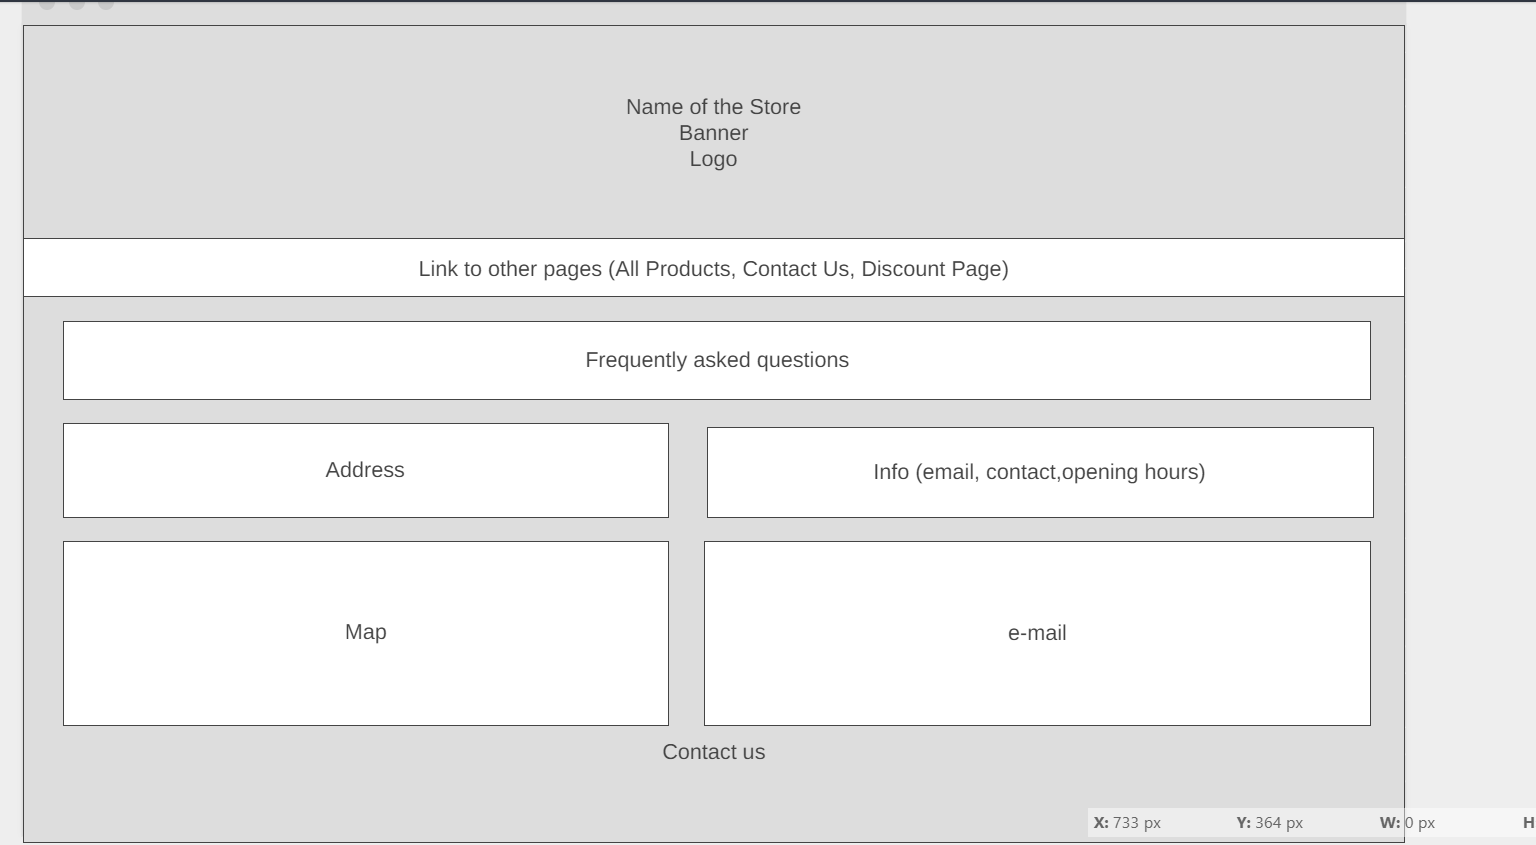 Name of the Store
Banner
Logo
Link to other pages (All Products, Contact Us, Discount Page)
Frequently asked questions
Address
Info (email, contact,opening hours)
Map
e-mail
Contact us
X: 733 px Y: 364 px W: 0 px H